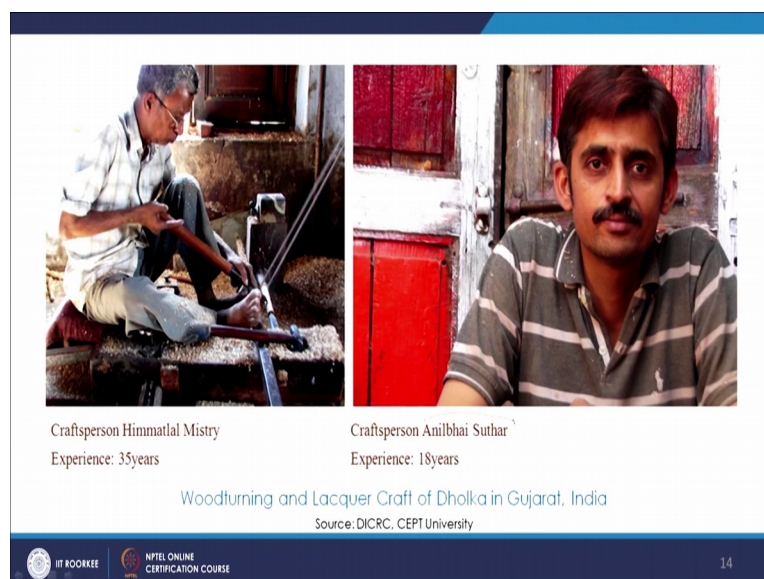 Craftsperson Himmatlal Mistry
Experience: 35years
Craftsperson Anilbhai Suthar
Experience: 18years
Woodturning and Lacquer Craft of Dholka in Gujarat, India
Source: DICRC, CEPT University
IIT ROORKEE
NPTEL ONLINE
CERTIFICATION COURSE
14